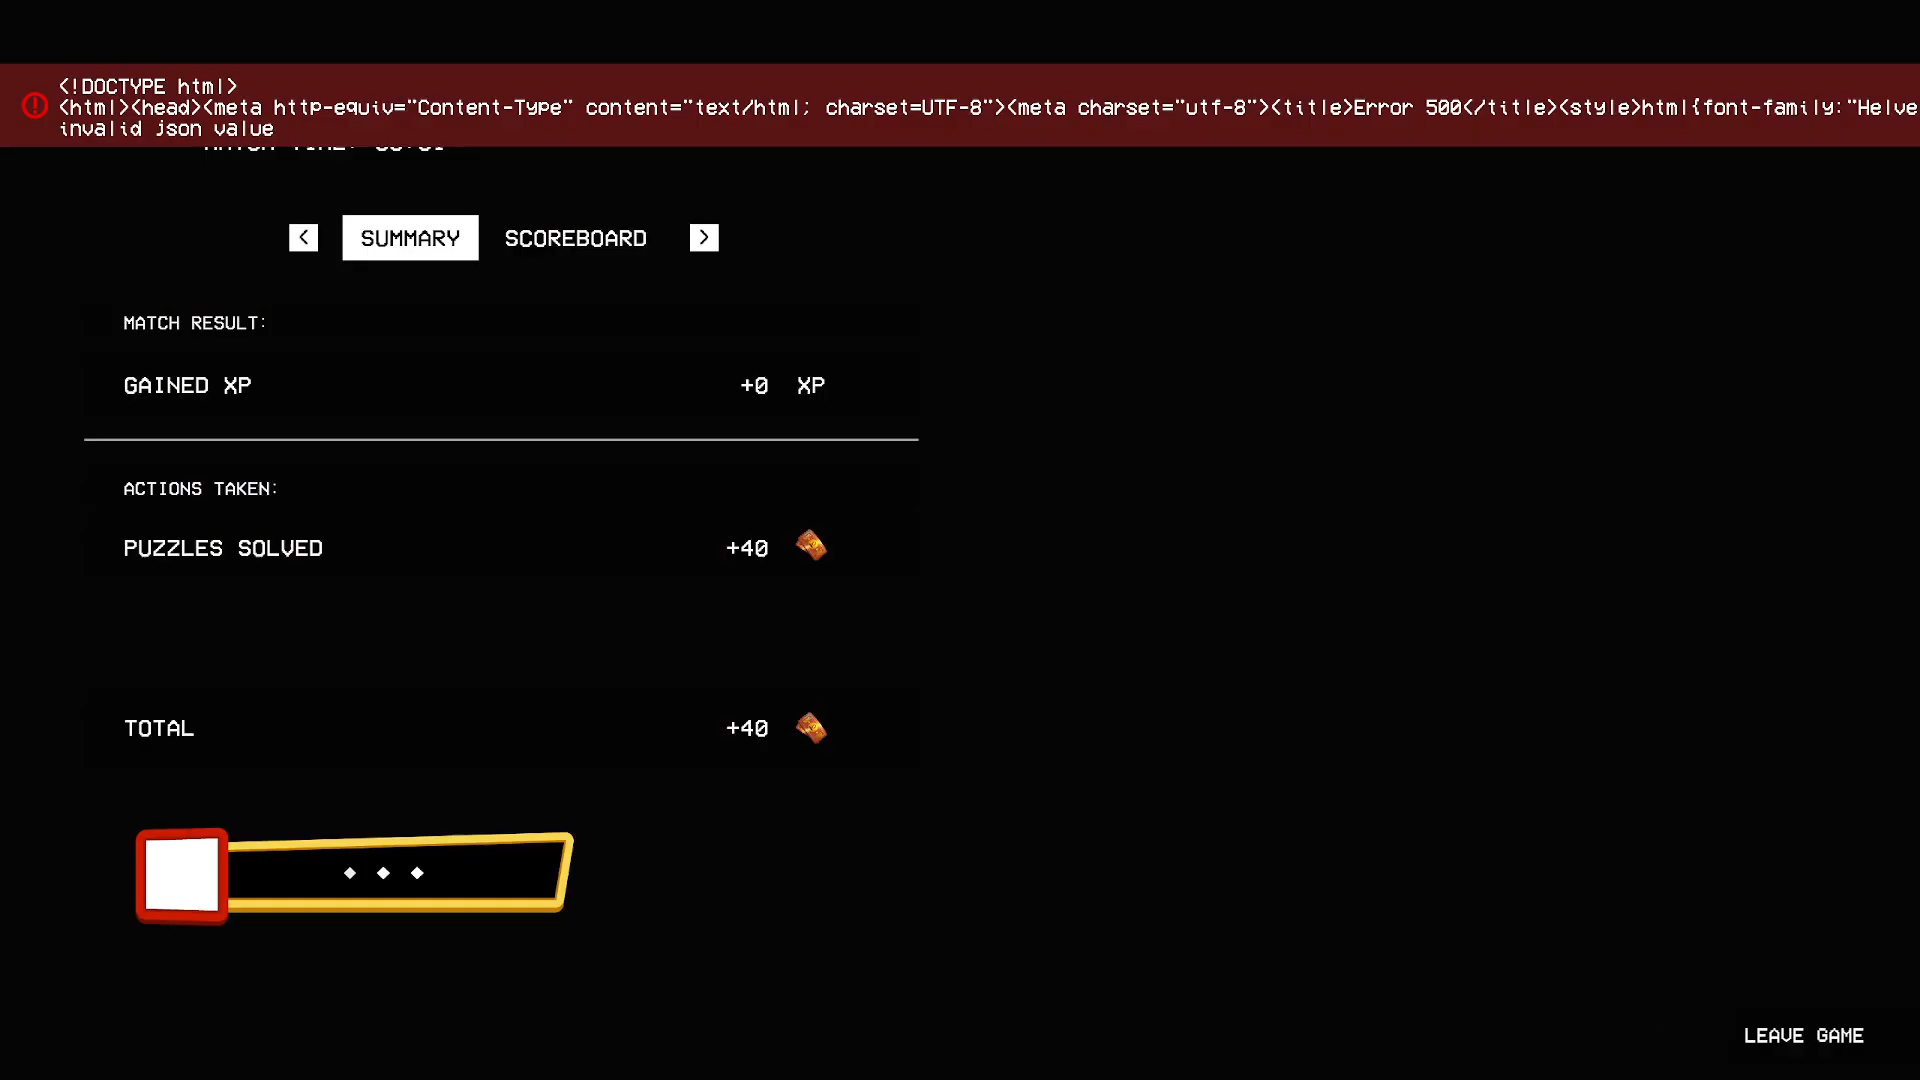 <!DOCTYPE html>
<html><head><meta http-equiv="Content-Type" content="text/html; charset=UTF-8"><meta charset="utf-8"><title>Error 500</title><style>html{font-family:"Helve
invalid json value
MATCH TIME:
< SUMMARY SCOREBOARD >
MATCH RESULT:
GAINED XP +0 XP
ACTIONS TAKEN:
PUZZLES SOLVED +40
TOTAL +40
LEAVE GAME